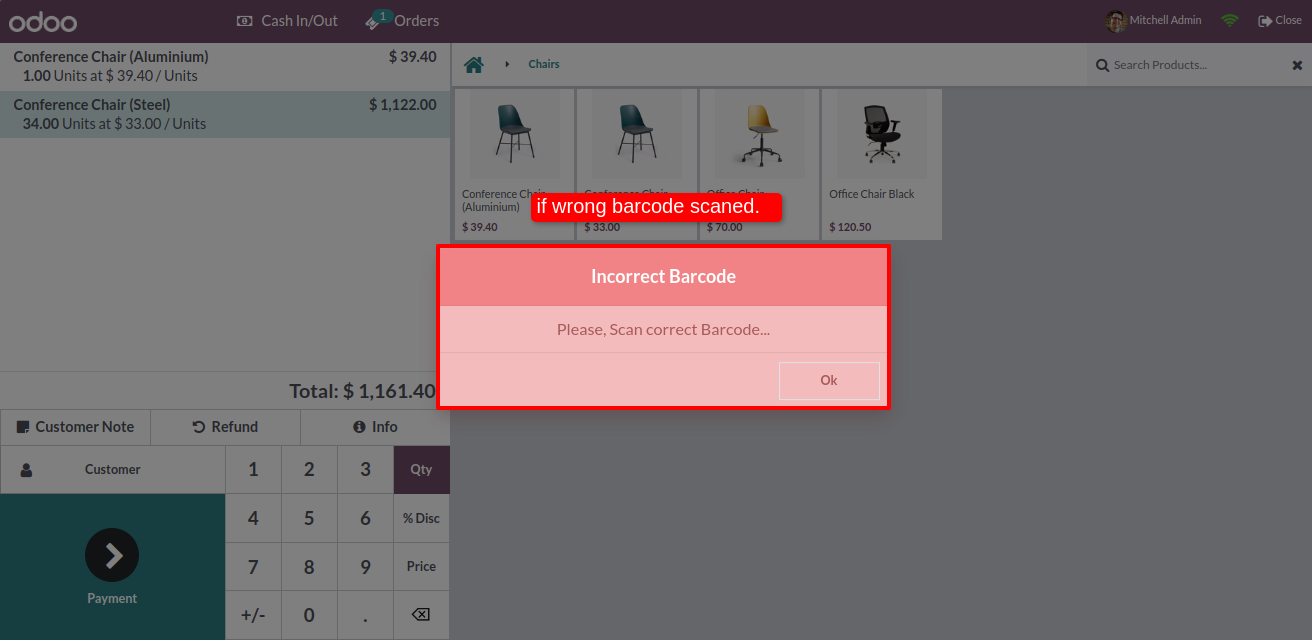 odoo
Cash In/Out
1
Orders
Mitchell Admin
Close
Conference Chair (Aluminium) $ 39.40
1.00 Units at $ 39.40 / Units
Conference Chair (Steel) $ 1,122.00
34.00 Units at $ 33.00 / Units
Chairs
Search Products...
Conference Chair
(Aluminium)
$ 39.40
Conference Chair
$ 33.00
Office Chair
$ 70.00
Office Chair Black
$ 120.50
if wrong barcode scaned.
Incorrect Barcode
Please, Scan correct Barcode...
Ok
Total: $ 1,161.40
Customer Note
Refund
Info
Customer
1 2 3 Qty
4 5 6 % Disc
7 8 9 Price
+/- 0 .
Payment